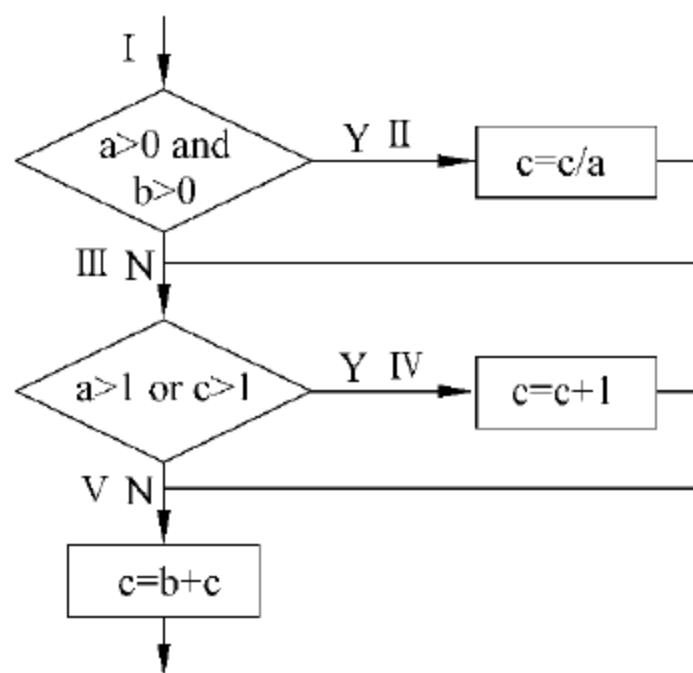 Ⅰ
a>0 and
b>0
Y Ⅱ
c=c/a
Ⅲ N
a>1 or c>1
Y Ⅳ
c=c+1
V N
c=b+c